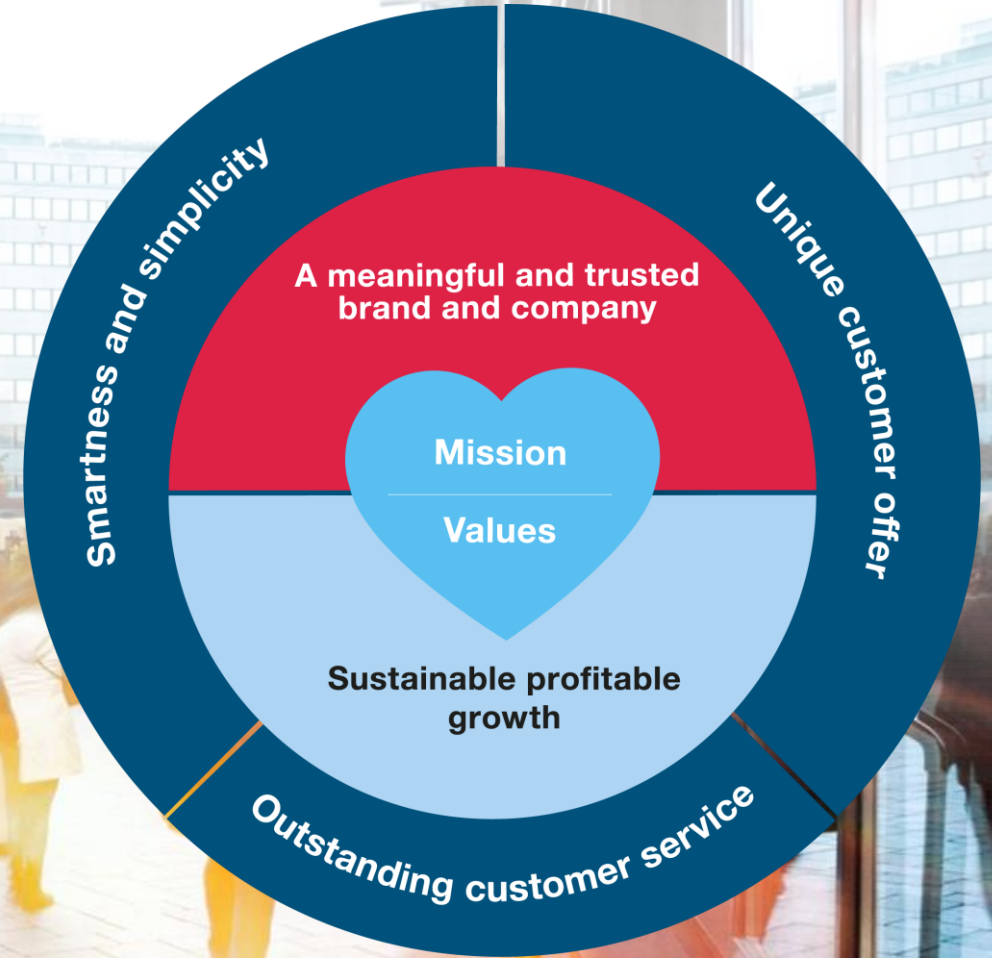 Smartness and simplicity
Unique customer offer
A meaningful and trusted
brand and company
Mission
Values
Sustainable profitable
growth
Outstanding customer service